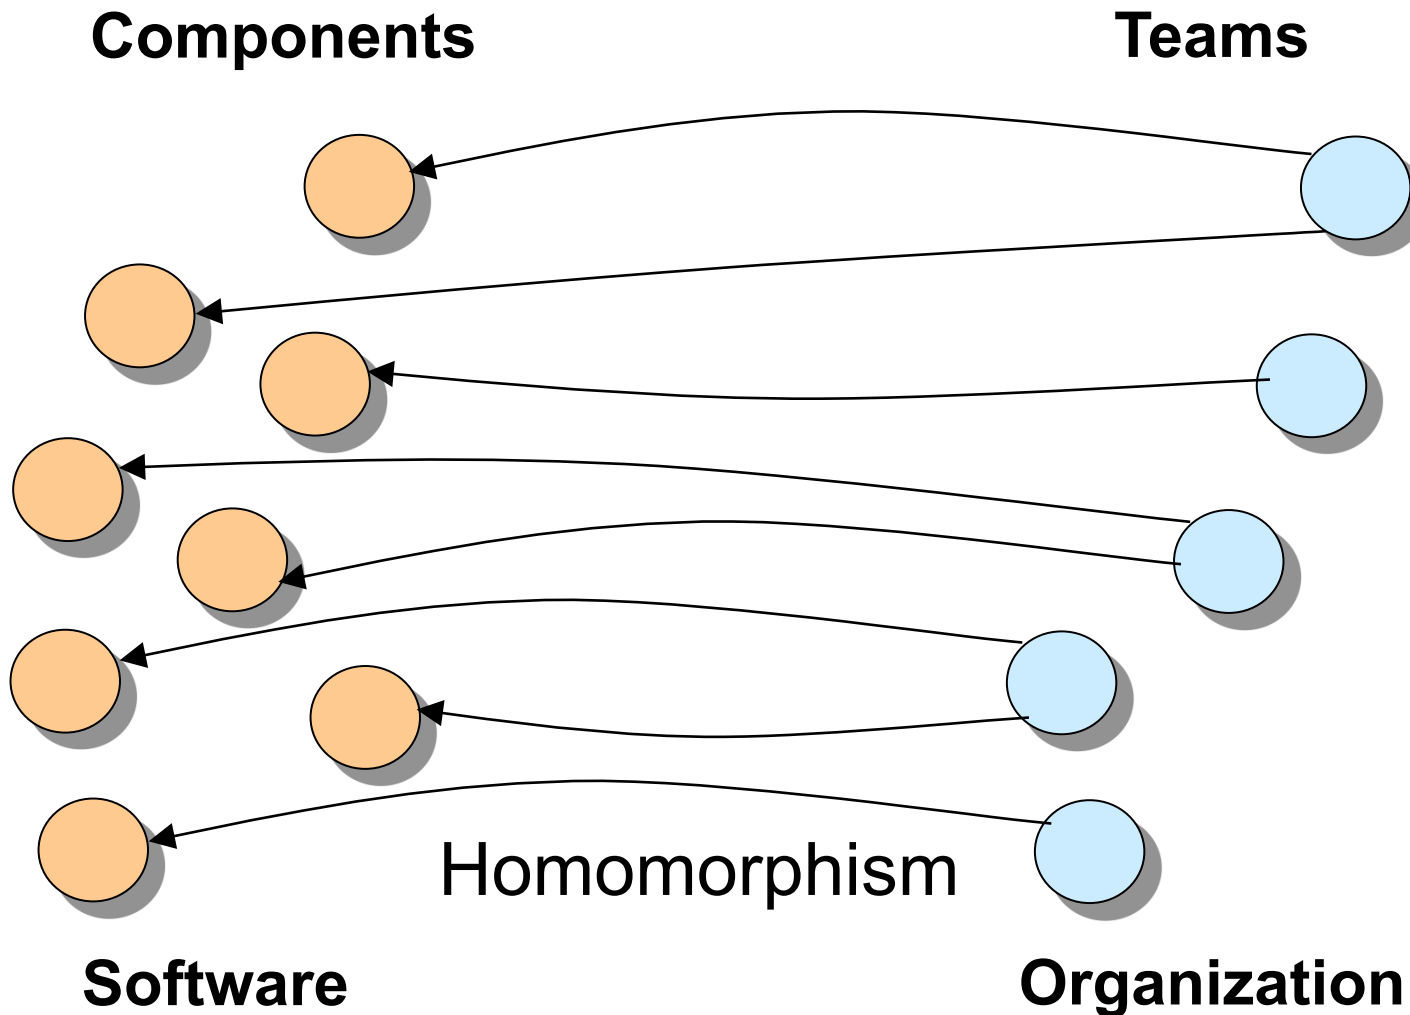 Components
Teams
Homomorphism
Software
Organization